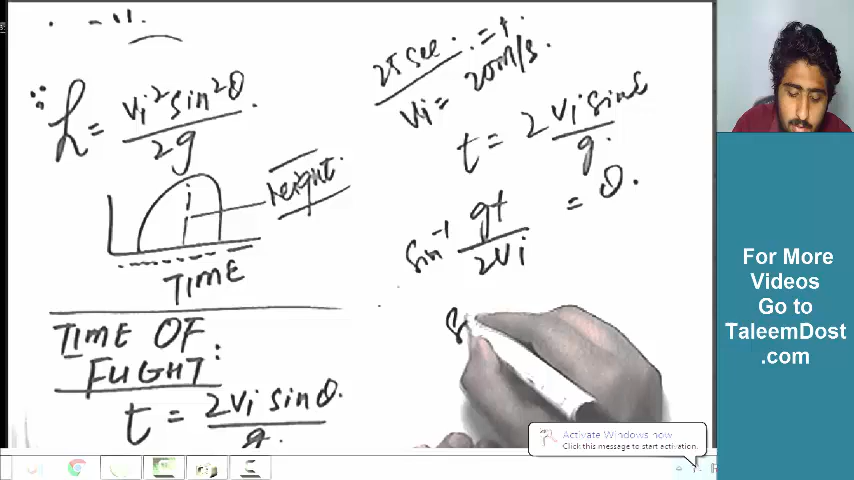 ∵ h = Vi² sin²θ / 2g.
height.
TIME
TIME OF
FLIGHT:
t = 2Vi sinθ. / g.
25 sec. = t.
Vi = 20m/s.
t = 2Vi sinθ / g.
sin⁻¹ gt / 2Vi = θ.
S
For More
Videos
Go to
TaleemDost
.com
Activate Windows now
Click this message to start activation.